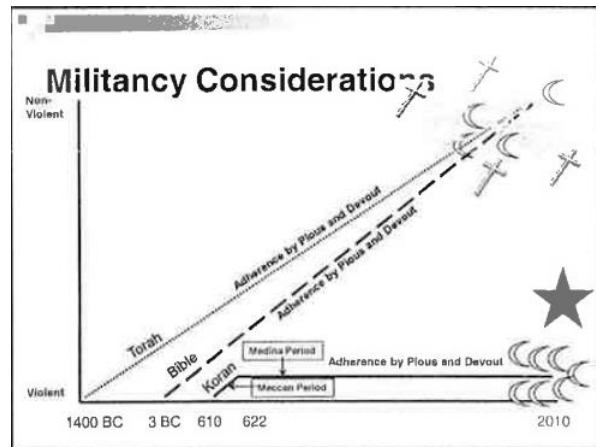 Militancy Considerations
Non-
Violent
Adherence by Pious and Devout
Adherence by Pious and Devout
Torah
Bible
Koran
Medina Period
Meccan Period
Adherence by Pious and Devout
Violent
1400 BC 3 BC 610 622 2010